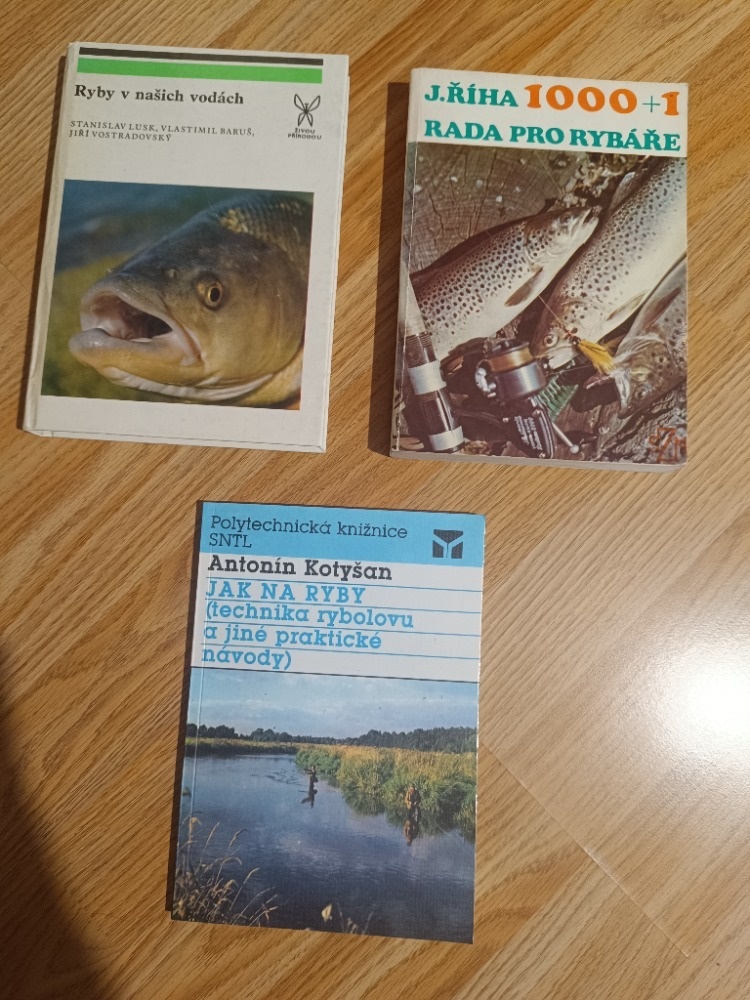 Ryby v našich vodách
STANISLAV LUSK, VLASTIMIL BARUŠ,
JIŘÍ VOSTRADOVSKÝ
ŽIVOU
PŘÍRODOU
J. ŘÍHA 1000+1
RADA PRO RYBÁŘE
Polytechnická knižnice
SNTL
Antonín Kotyšan
JAK NA RYBY
(technika rybolovu
a jiné praktické
návody)